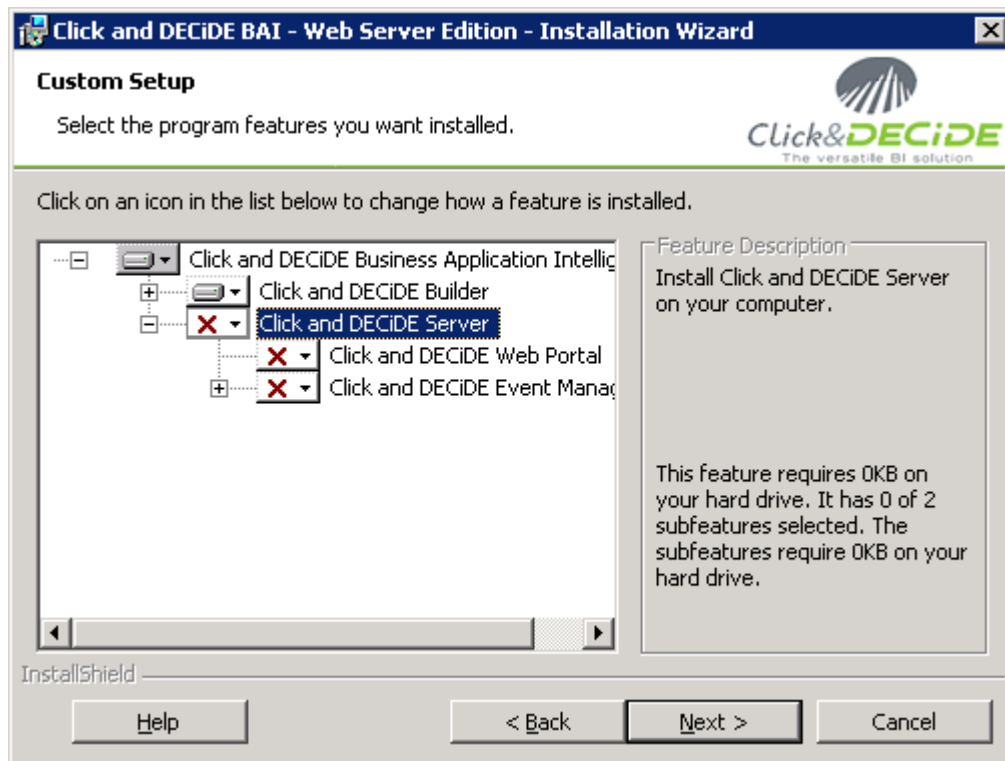 Click and DECiDE BAI - Web Server Edition - Installation Wizard
Custom Setup
Select the program features you want installed.
Click&DECiDE
The versatile BI solution
Click on an icon in the list below to change how a feature is installed.
Click and DECiDE Business Application Intellig
Click and DECiDE Builder
Click and DECiDE Server
Click and DECiDE Web Portal
Click and DECiDE Event Manag
Feature Description
Install Click and DECiDE Server
on your computer.
This feature requires 0KB on
your hard drive. It has 0 of 2
subfeatures selected. The
subfeatures require 0KB on your
hard drive.
InstallShield
Help
< Back
Next >
Cancel